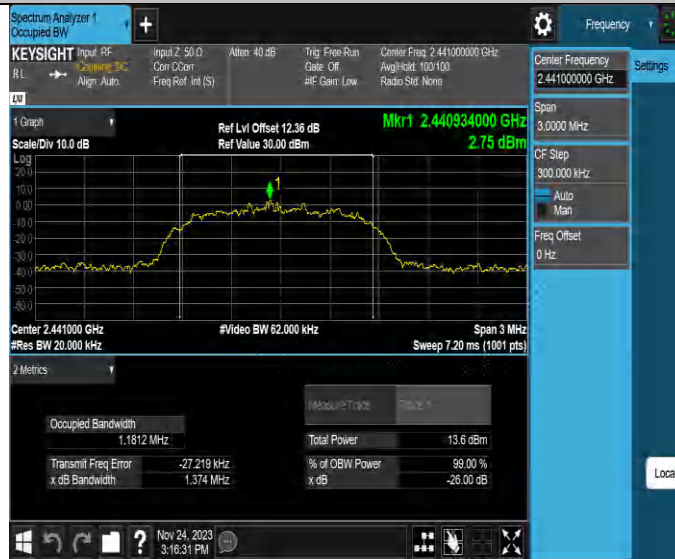 Spectrum Analyzer 1
Occupied BW
Frequency
KEYSIGHT Input: RF
Coupling: DC
Align: Auto
R L
LXI
Input Z: 50 Ω
Corr CCorr
Freq Ref: Int (S)
Atten: 40 dB
Trig: Free Run
Gate: Off
#IF Gain: Low
Center Freq: 2.441000000 GHz
Avg|Hold: 100/100
Radio Std: None
Center Frequency
2.441000000 GHz
Settings
Span
3.0000 MHz
CF Step
300.000 kHz
Auto
Man
Freq Offset
0 Hz
1 Graph
Scale/Div 10.0 dB
Ref Lvl Offset 12.36 dB
Ref Value 30.00 dBm
Mkr1 2.440934000 GHz
2.75 dBm
Log
20.0
10.0
0.00
-10.0
-20.0
-30.0
-40.0
-50.0
-60.0
1
Center 2.441000 GHz
#Res BW 20.000 kHz
#Video BW 62.000 kHz
Span 3 MHz
Sweep 7.20 ms (1001 pts)
2 Metrics
Measure Trace
Trace 1
Occupied Bandwidth
1.1812 MHz
Total Power 13.6 dBm
Transmit Freq Error -27.219 kHz
% of OBW Power 99.00 %
x dB Bandwidth 1.374 MHz
x dB -26.00 dB
Loca
Nov 24, 2023
3:16:31 PM